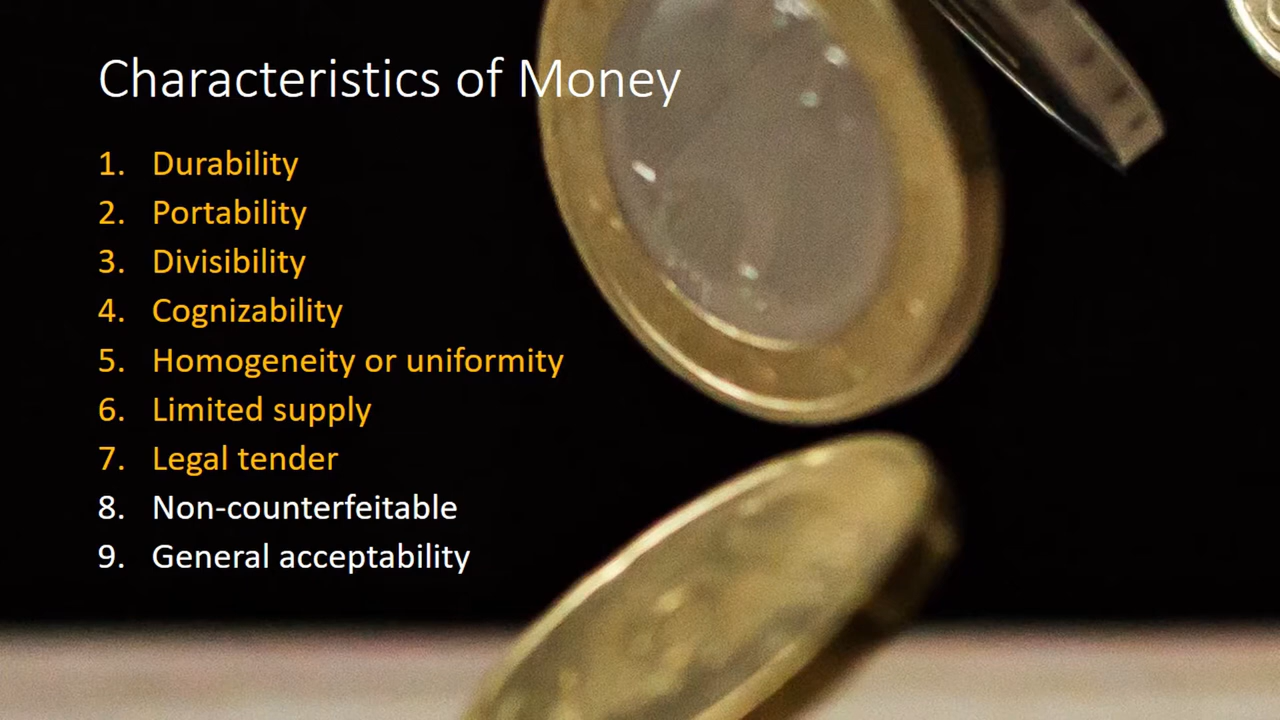 Characteristics of Money
1. Durability
2. Portability
3. Divisibility
4. Cognizability
5. Homogeneity or uniformity
6. Limited supply
7. Legal tender
8. Non-counterfeitable
9. General acceptability